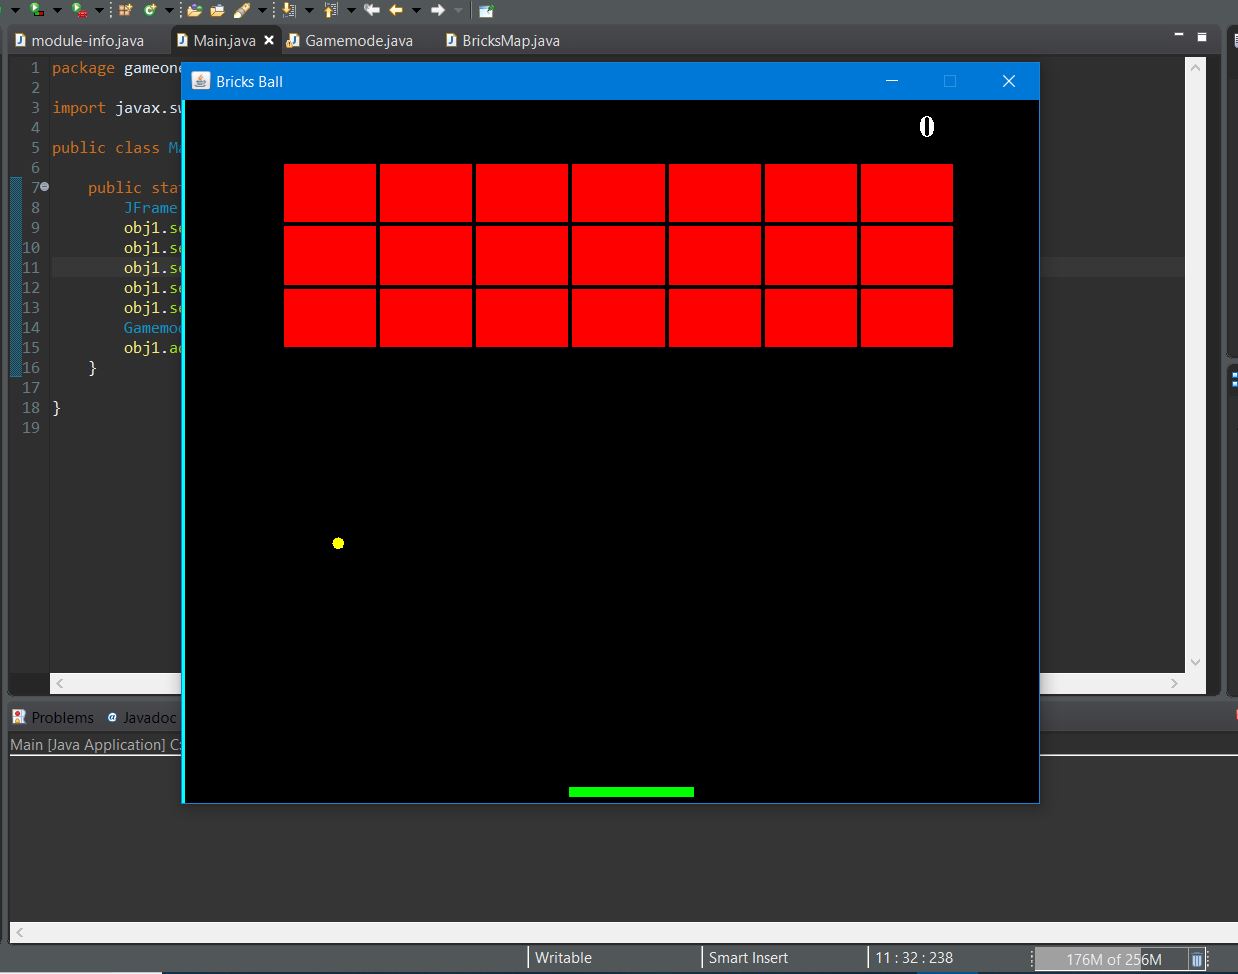 module-info.java Main.java Gamemode.java BricksMap.java
Bricks Ball
0
1 package gameone
2
3 import javax.sw
4
5 public class Ma
6
7 public stat
8 JFrame
9 obj1.se
10 obj1.se
11 obj1.se
12 obj1.se
13 obj1.se
14 Gamemod
15 obj1.ad
16 }
17
18 }
19
Problems @ Javadoc
Main [Java Application] C:
Writable Smart Insert 11 : 32 : 238 176M of 256M